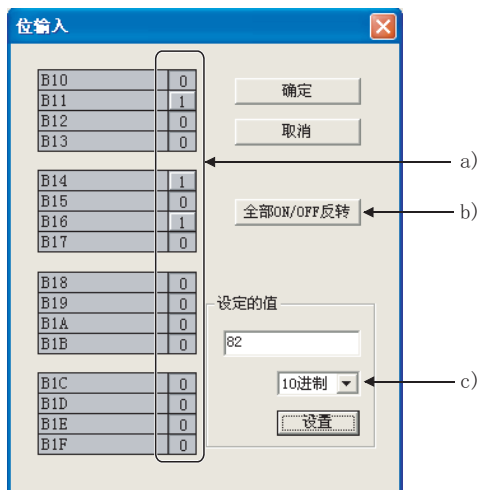 位输入
B10 0
B11 1
B12 0
B13 0
B14 1
B15 0
B16 1
B17 0
B18 0
B19 0
B1A 0
B1B 0
B1C 0
B1D 0
B1E 0
B1F 0
确定
取消
全部ON/OFF反转
设定的值
82
10进制
设置
a)
b)
c)